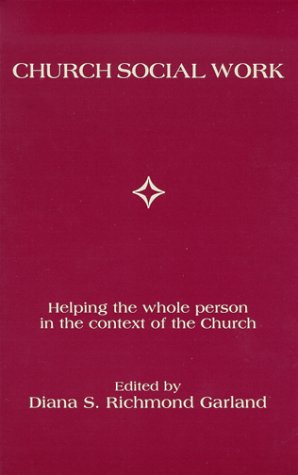 CHURCH SOCIAL WORK
Helping the whole person
in the context of the Church
Edited by
Diana S. Richmond Garland